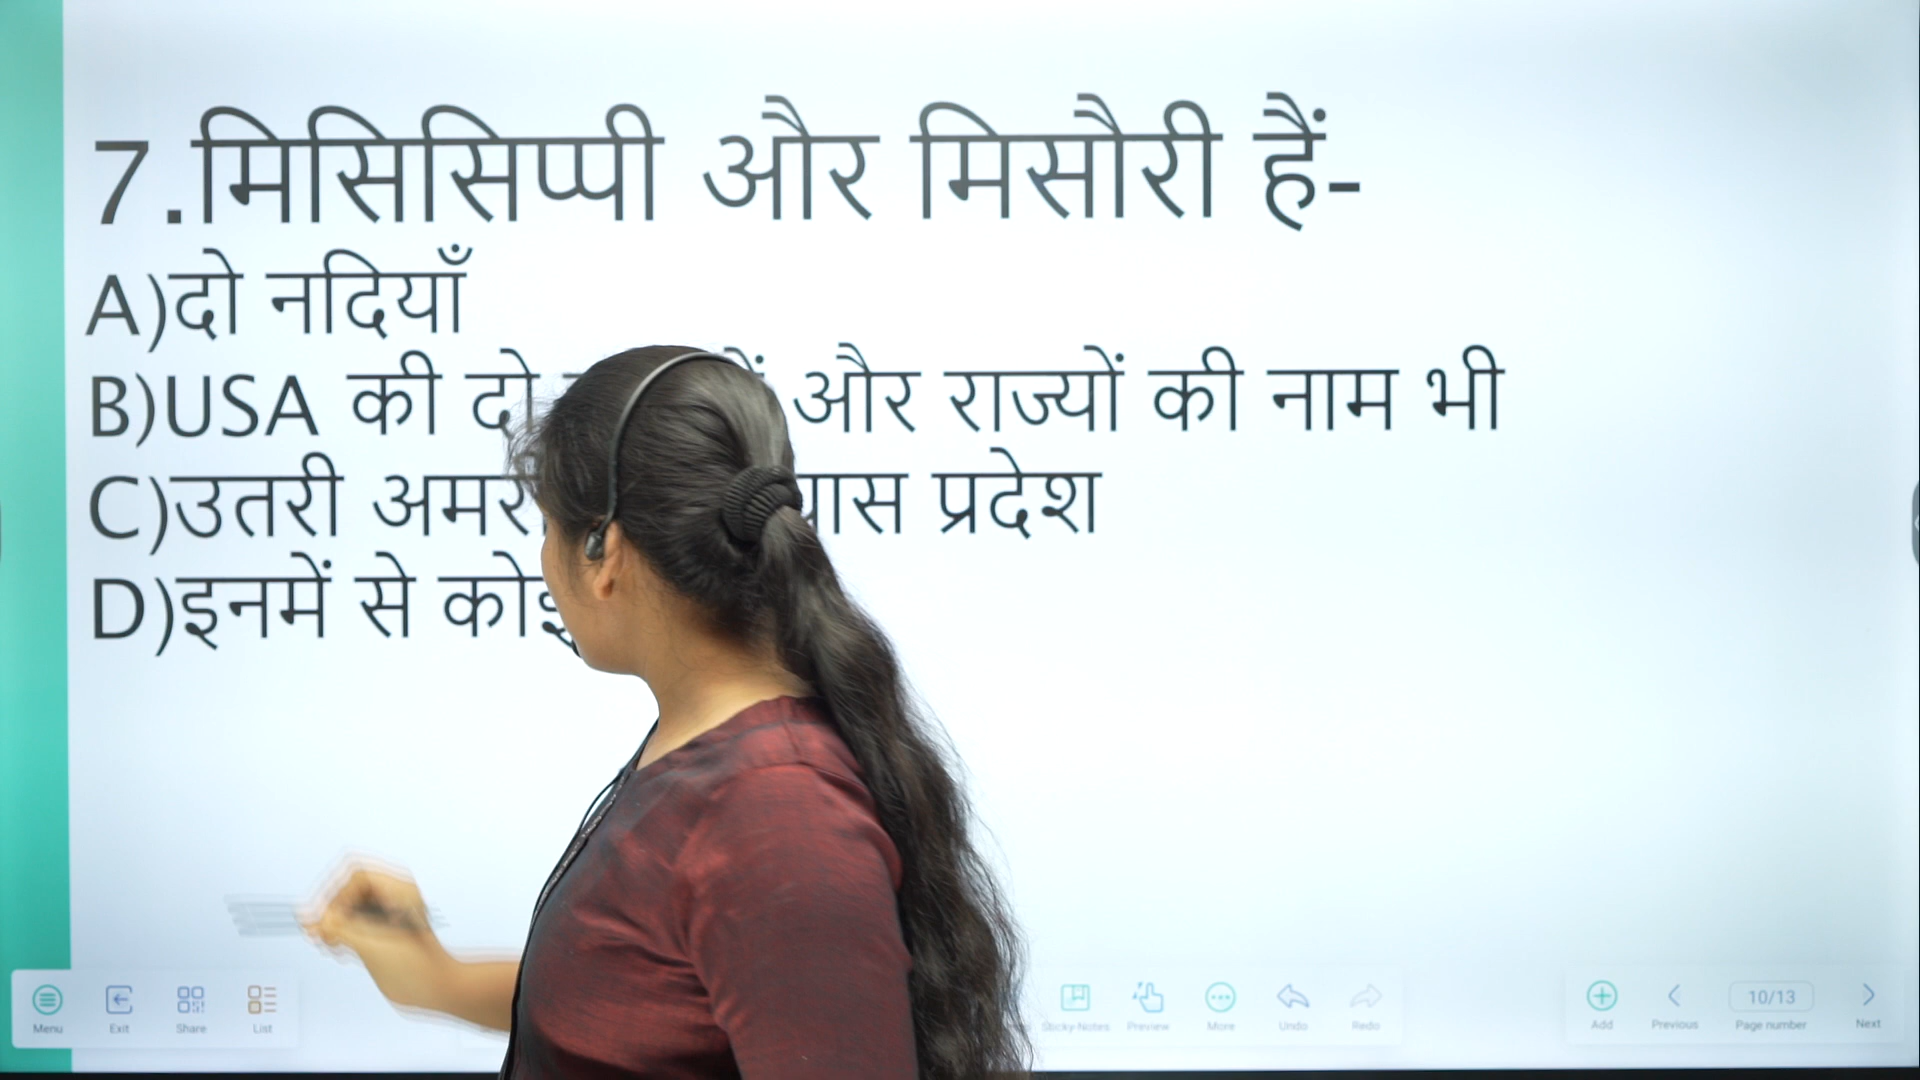 7.मिसिसिप्पी और मिसौरी हैं-
A)दो नदियाँ
B)USA की दो और राज्यों की नाम भी
C)उतरी प्रदेश
D)इनमें से
Menu Exit Share List Sticky-Notes Preview More Undo Redo Add Previous 10/13 Page number Next